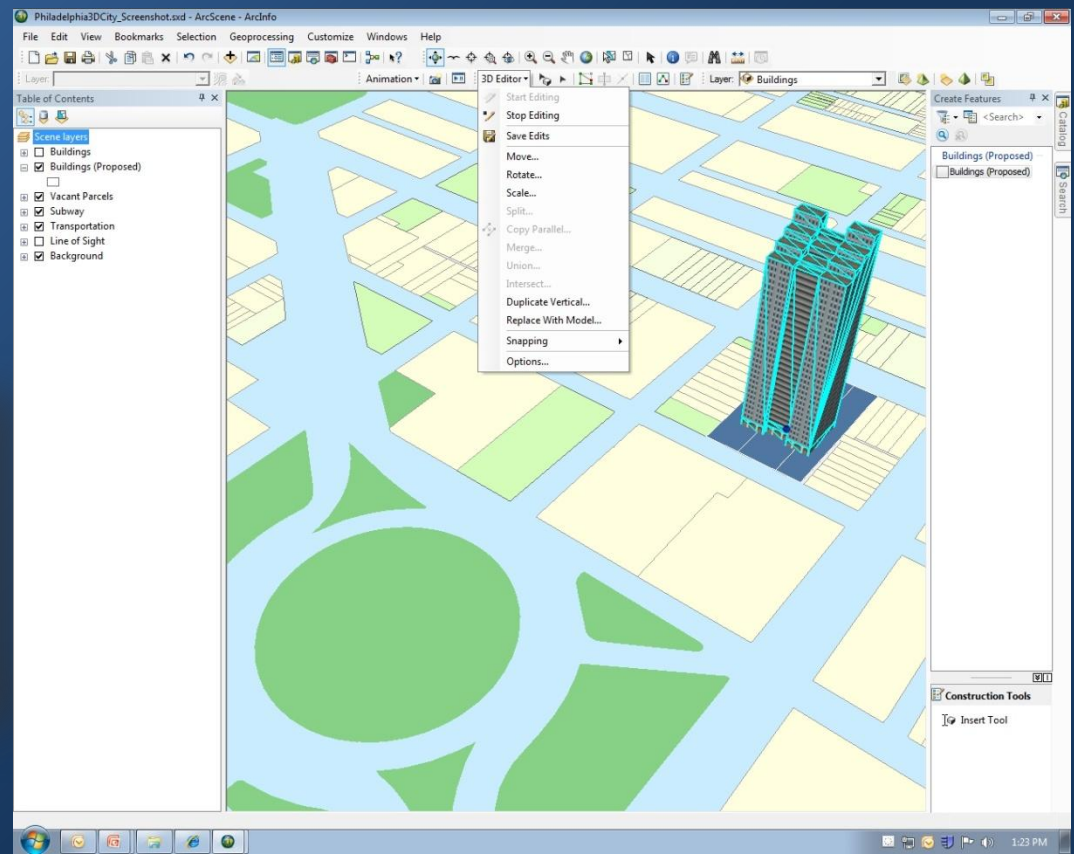 Philadelphia3DCity_Screenshot.sxd - ArcScene - ArcInfo
File Edit View Bookmarks Selection Geoprocessing Customize Windows Help
Layer: Animation 3D Editor Layer: Buildings
Table of Contents
Scene layers
Buildings
Buildings (Proposed)
Vacant Parcels
Subway
Transportation
Line of Sight
Background
Start Editing
Stop Editing
Save Edits
Move...
Rotate...
Scale...
Split...
Copy Parallel...
Merge...
Union...
Intersect...
Duplicate Vertical...
Replace With Model...
Snapping
Options...
Create Features
<Search>
Buildings (Proposed)
Buildings (Proposed)
Catalog
Search
Construction Tools
Insert Tool
1:23 PM